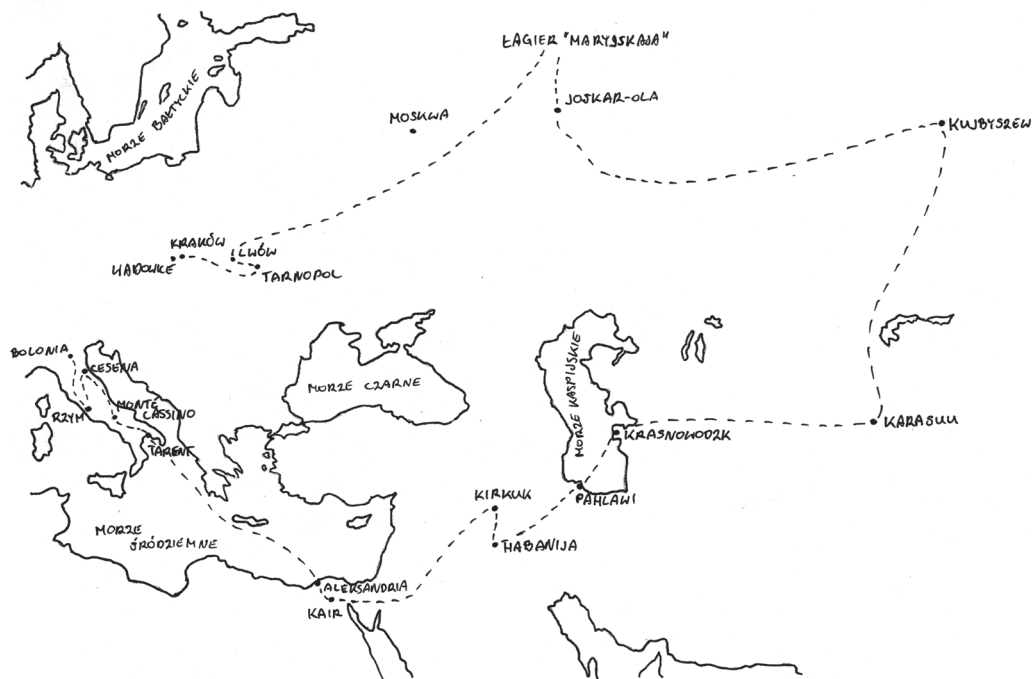 ŁAGIER "MARYJSKAJA"
MORZE BAŁTYCKIE
MOSKWA
JOSKAR-OLA
KUJBYSZEW
KRAKÓW
LWÓW
WADOWICE
TARNOPOL
BOLONIA
CESENA
RZYM
MONTE
CASSINO
TARENT
MORZE CZARNE
MORZE KASPIJSKIE
KRASNOWODZK
KARASUU
PAHLAWI
KIRKUK
HABANIJA
MORZE
ŚRÓDZIEMNE
ALEKSANDRIA
KAIR